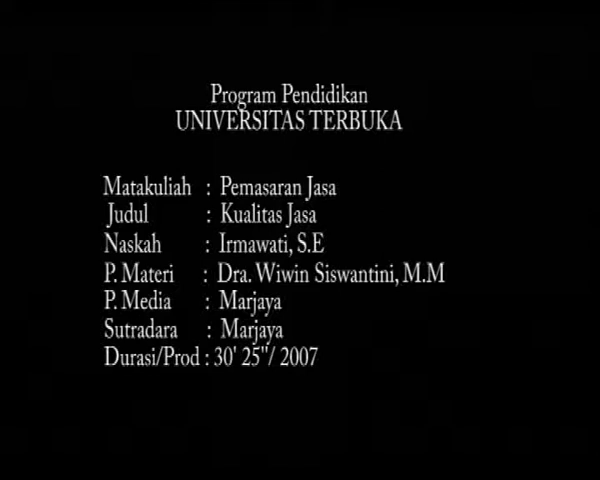 Program Pendidikan
UNIVERSITAS TERBUKA
Matakuliah : Pemasaran Jasa
Judul : Kualitas Jasa
Naskah : Irmawati, S.E
P. Materi : Dra. Wiwin Siswantini, M.M
P. Media : Marjaya
Sutradara : Marjaya
Durasi/Prod : 30' 25"/ 2007